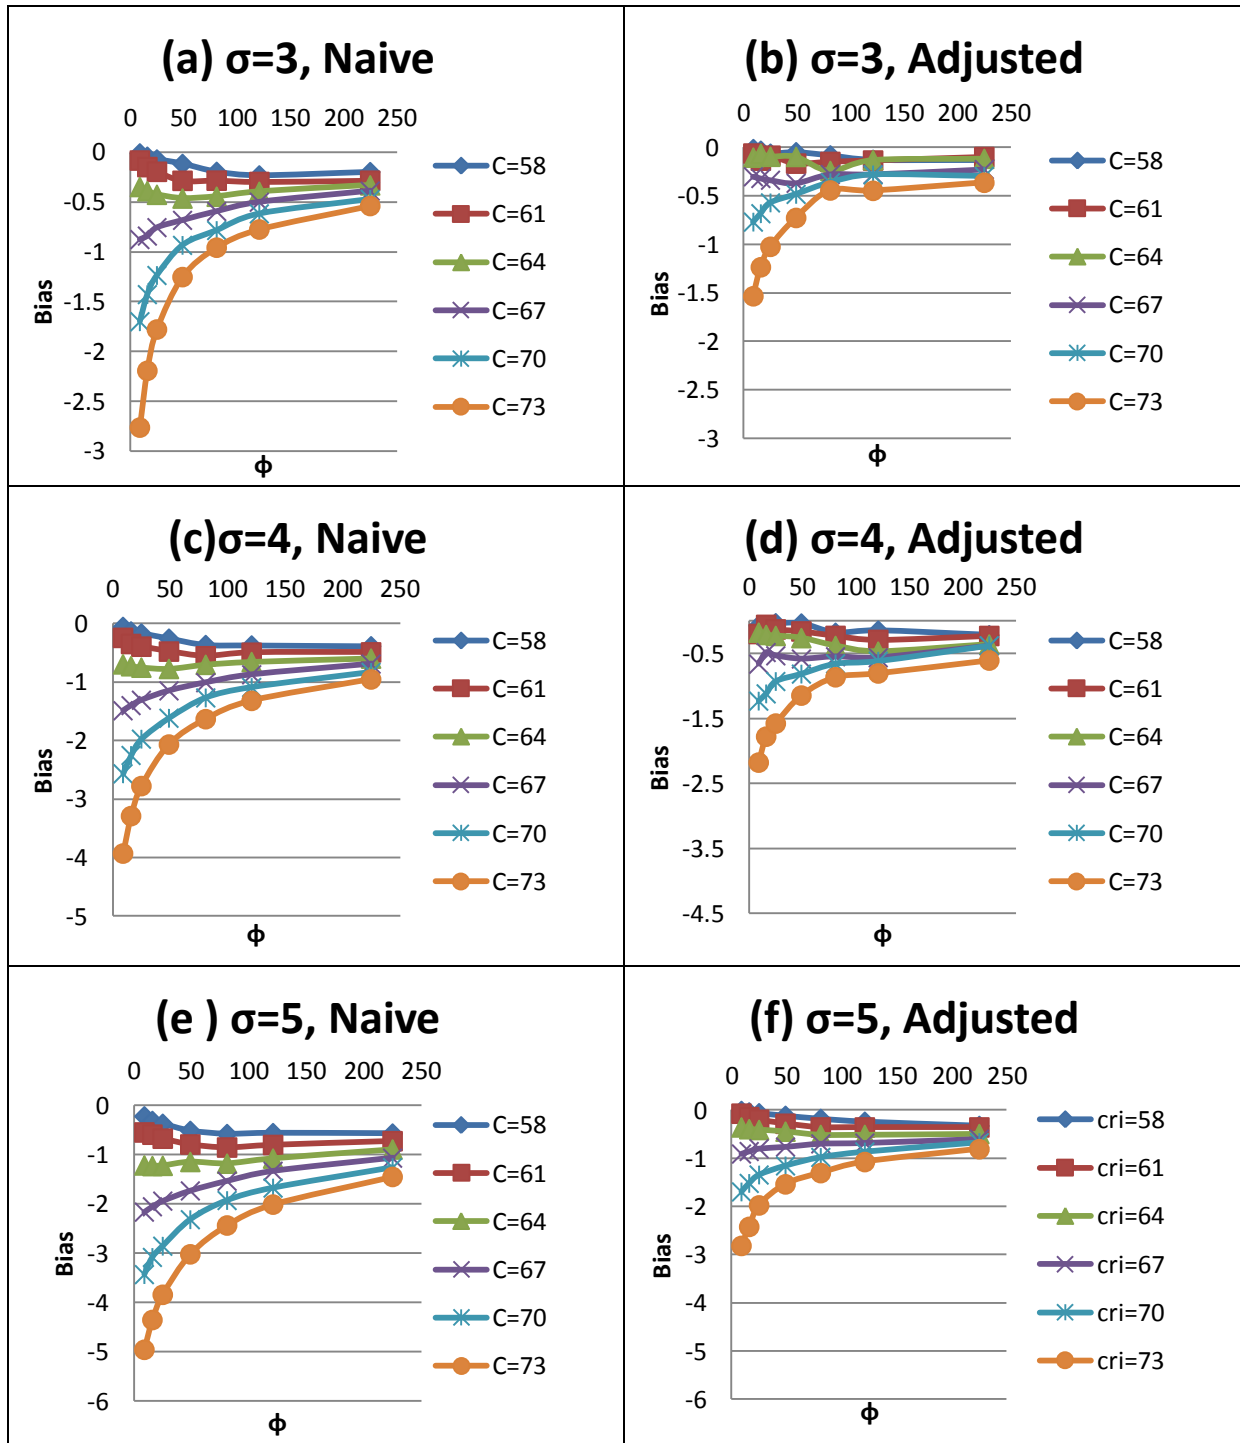 (a) σ=3, Naive
0 50 100 150 200 250
0
-0.5
-1
-1.5
-2
-2.5
-3
Bias
ф
C=58
C=61
C=64
C=67
C=70
C=73
(b) σ=3, Adjusted
0 50 100 150 200 250
0
-0.5
-1
-1.5
-2
-2.5
-3
Bias
ф
C=58
C=61
C=64
C=67
C=70
C=73
(c)σ=4, Naive
0 50 100 150 200 250
0
-1
-2
-3
-4
-5
Bias
ф
C=58
C=61
C=64
C=67
C=70
C=73
(d) σ=4, Adjusted
0 50 100 150 200 250
-0.5
-1.5
-2.5
-3.5
-4.5
Bias
ф
C=58
C=61
C=64
C=67
C=70
C=73
(e ) σ=5, Naive
0 50 100 150 200 250
0
-1
-2
-3
-4
-5
-6
Bias
ф
C=58
C=61
C=64
C=67
C=70
C=73
(f) σ=5, Adjusted
0 50 100 150 200 250
0
-1
-2
-3
-4
-5
-6
Bias
ф
cri=58
cri=61
cri=64
cri=67
cri=70
cri=73